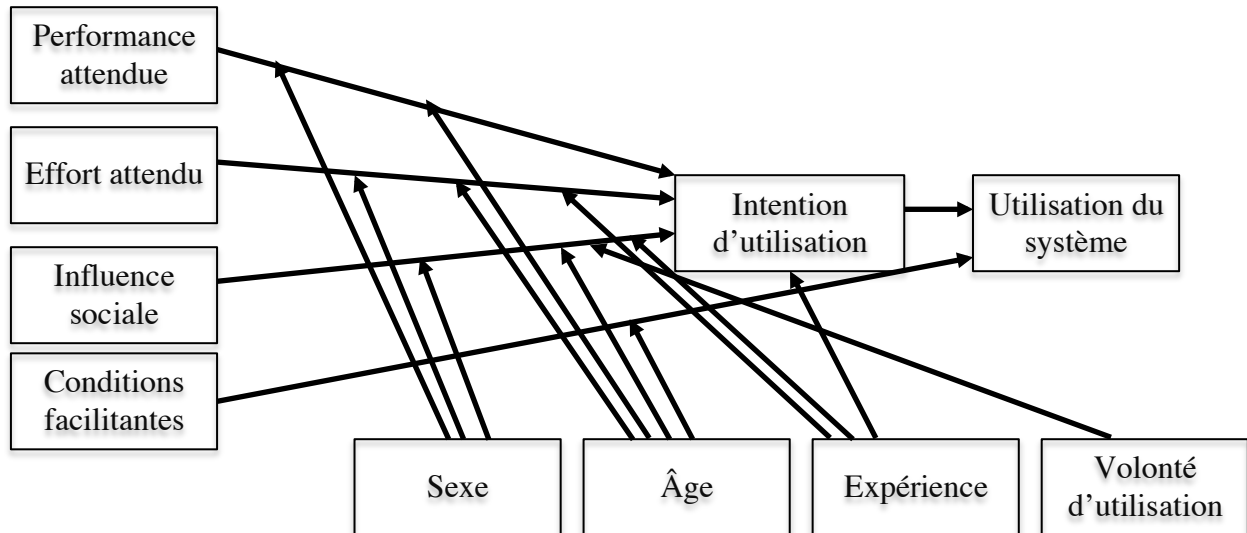 Performance
attendue
Effort attendu
Influence
sociale
Conditions
facilitantes
Intention
d’utilisation
Utilisation du
système
Sexe
Âge
Expérience
Volonté
d’utilisation